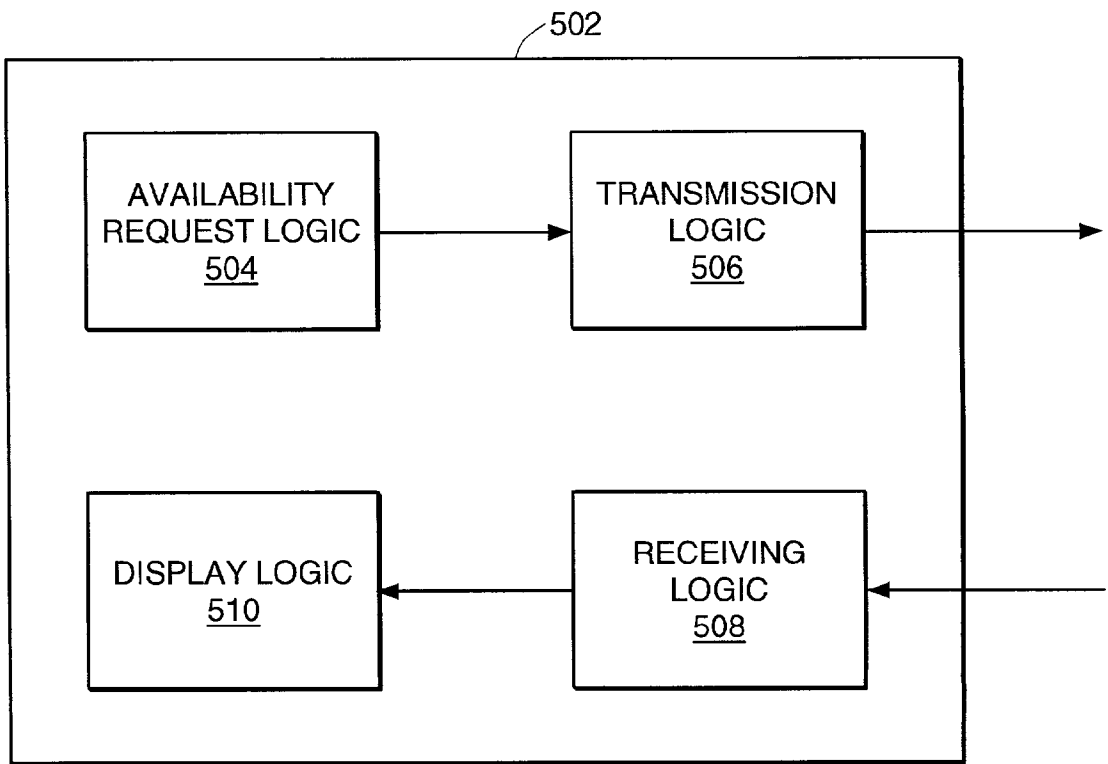 502
AVAILABILITY
REQUEST LOGIC
504
TRANSMISSION
LOGIC
506
DISPLAY LOGIC
510
RECEIVING
LOGIC
508